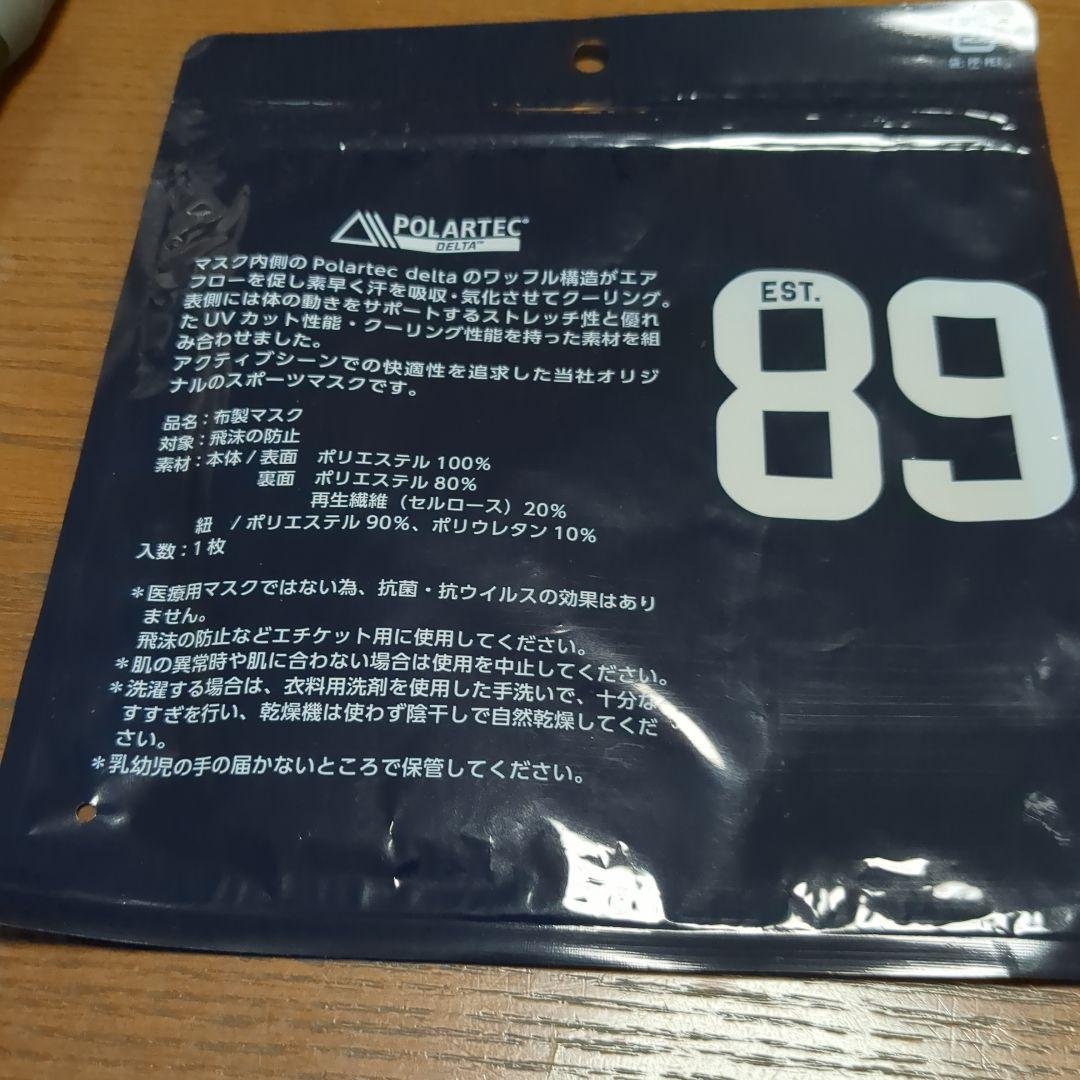 袋: PP, PET
POLARTEC®
DELTA™
マスク内側の Polartec delta のワッフル構造がエア
フローを促し素早く汗を吸収・気化させてクーリング。
表側には体の動きをサポートするストレッチ性と優れ
た UV カット性能・クーリング性能を持った素材を組
み合わせました。
アクティブシーンでの快適性を追求した当社オリジ
ナルのスポーツマスクです。
EST.
89
品名：布製マスク
対象：飛沫の防止
素材：本体 / 表面 ポリエステル 100%
裏面 ポリエステル 80%
再生繊維（セルロース）20%
紐 / ポリエステル 90%、ポリウレタン 10%
入数：1 枚
＊医療用マスクではない為、抗菌・抗ウイルスの効果はあり
ません。
飛沫の防止などエチケット用に使用してください。
＊肌の異常時や肌に合わない場合は使用を中止してください。
＊洗濯する場合は、衣料用洗剤を使用した手洗いで、十分な
すすぎを行い、乾燥機は使わず陰干しで自然乾燥してくだ
さい。
＊乳幼児の手の届かないところで保管してください。